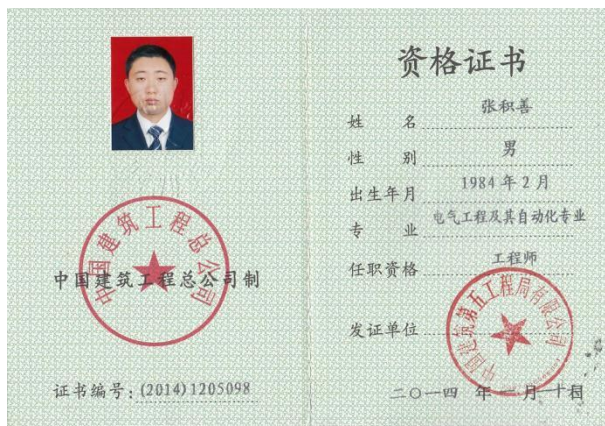 中国建筑工程总公司
中国建筑工程总公司制
证书编号:(2014)1205098
资格证书
姓 名 张积善
性 别 男
出生年月 1984年2月
专 业 电气工程及其自动化专业
任职资格 工程师
发证单位
中国建筑第五工程局有限公司
二〇一四 年 一 月 十 日